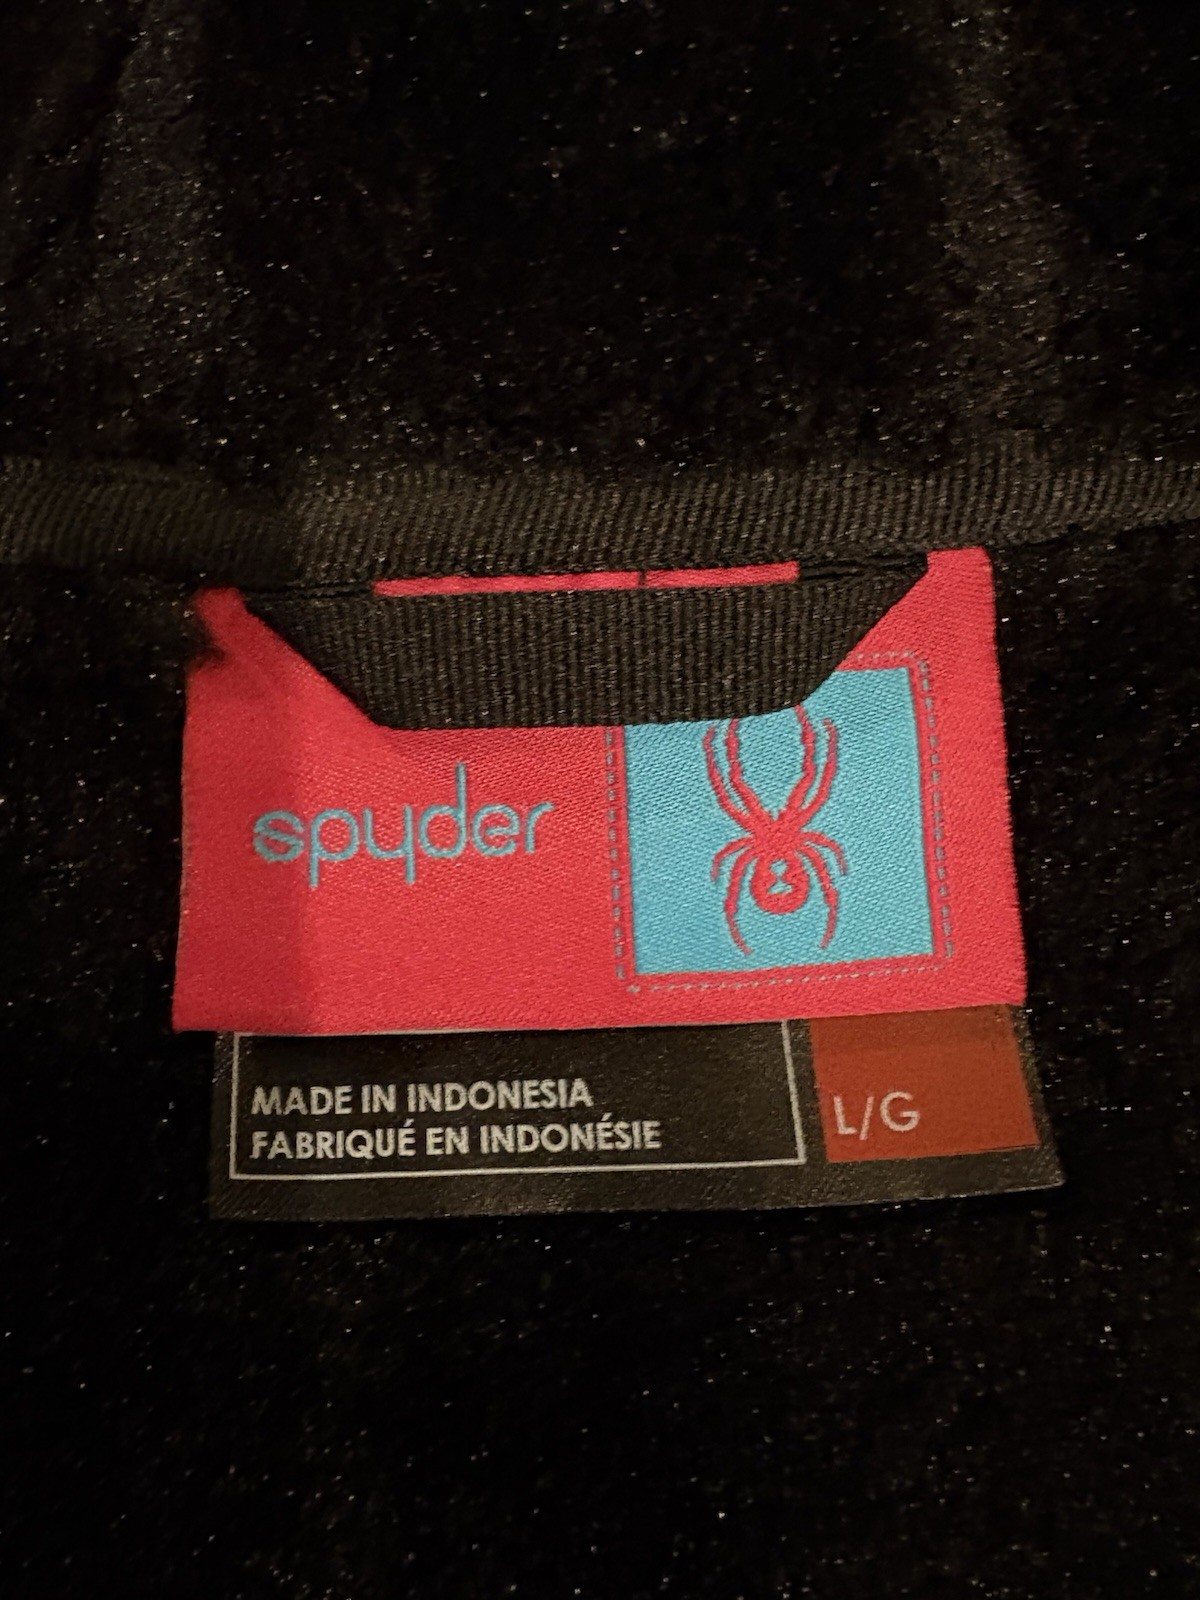 spyder
MADE IN INDONESIA
FABRIQUÉ EN INDONÉSIE
L/G